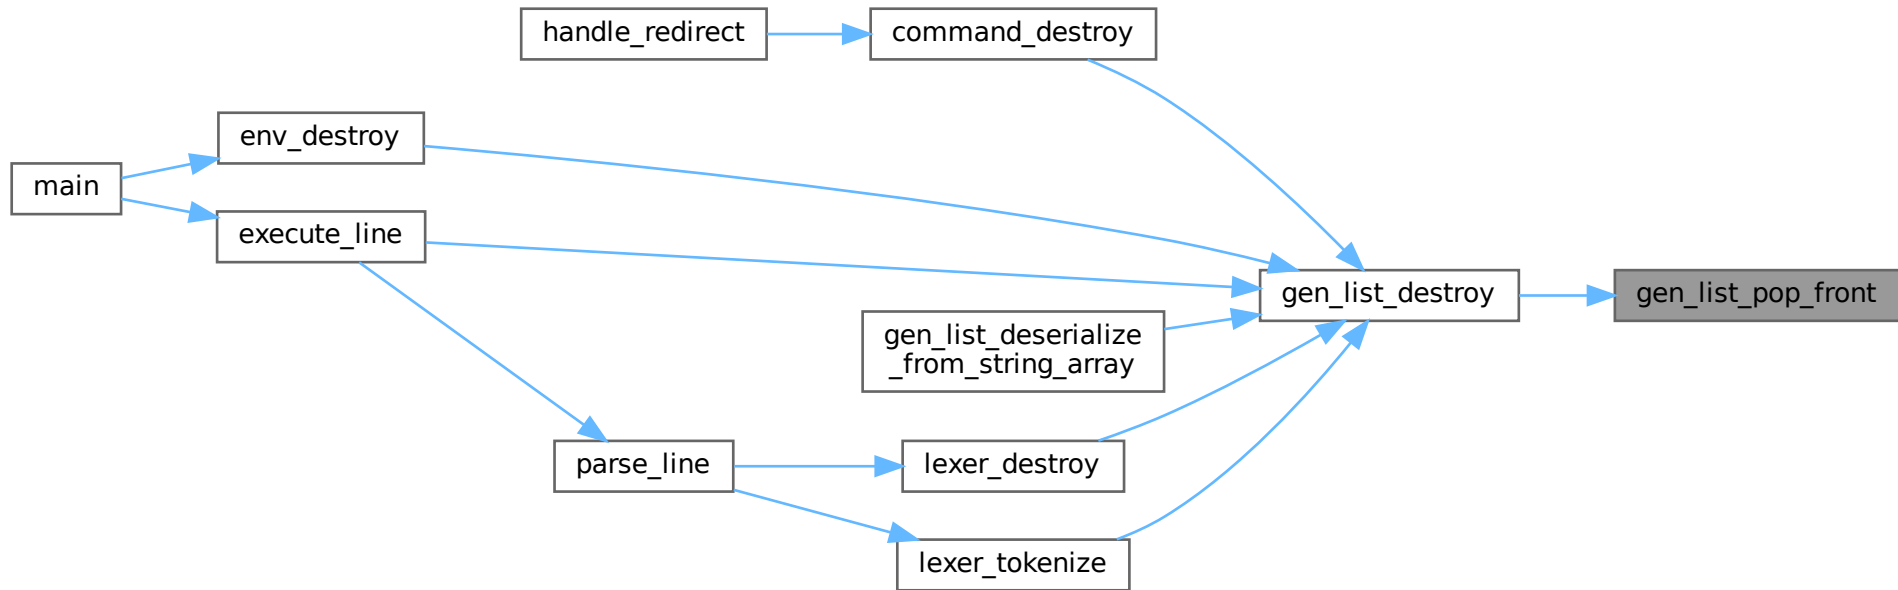 handle_redirect
command_destroy
env_destroy
main
execute_line
gen_list_destroy
gen_list_pop_front
gen_list_deserialize
_from_string_array
parse_line
lexer_destroy
lexer_tokenize